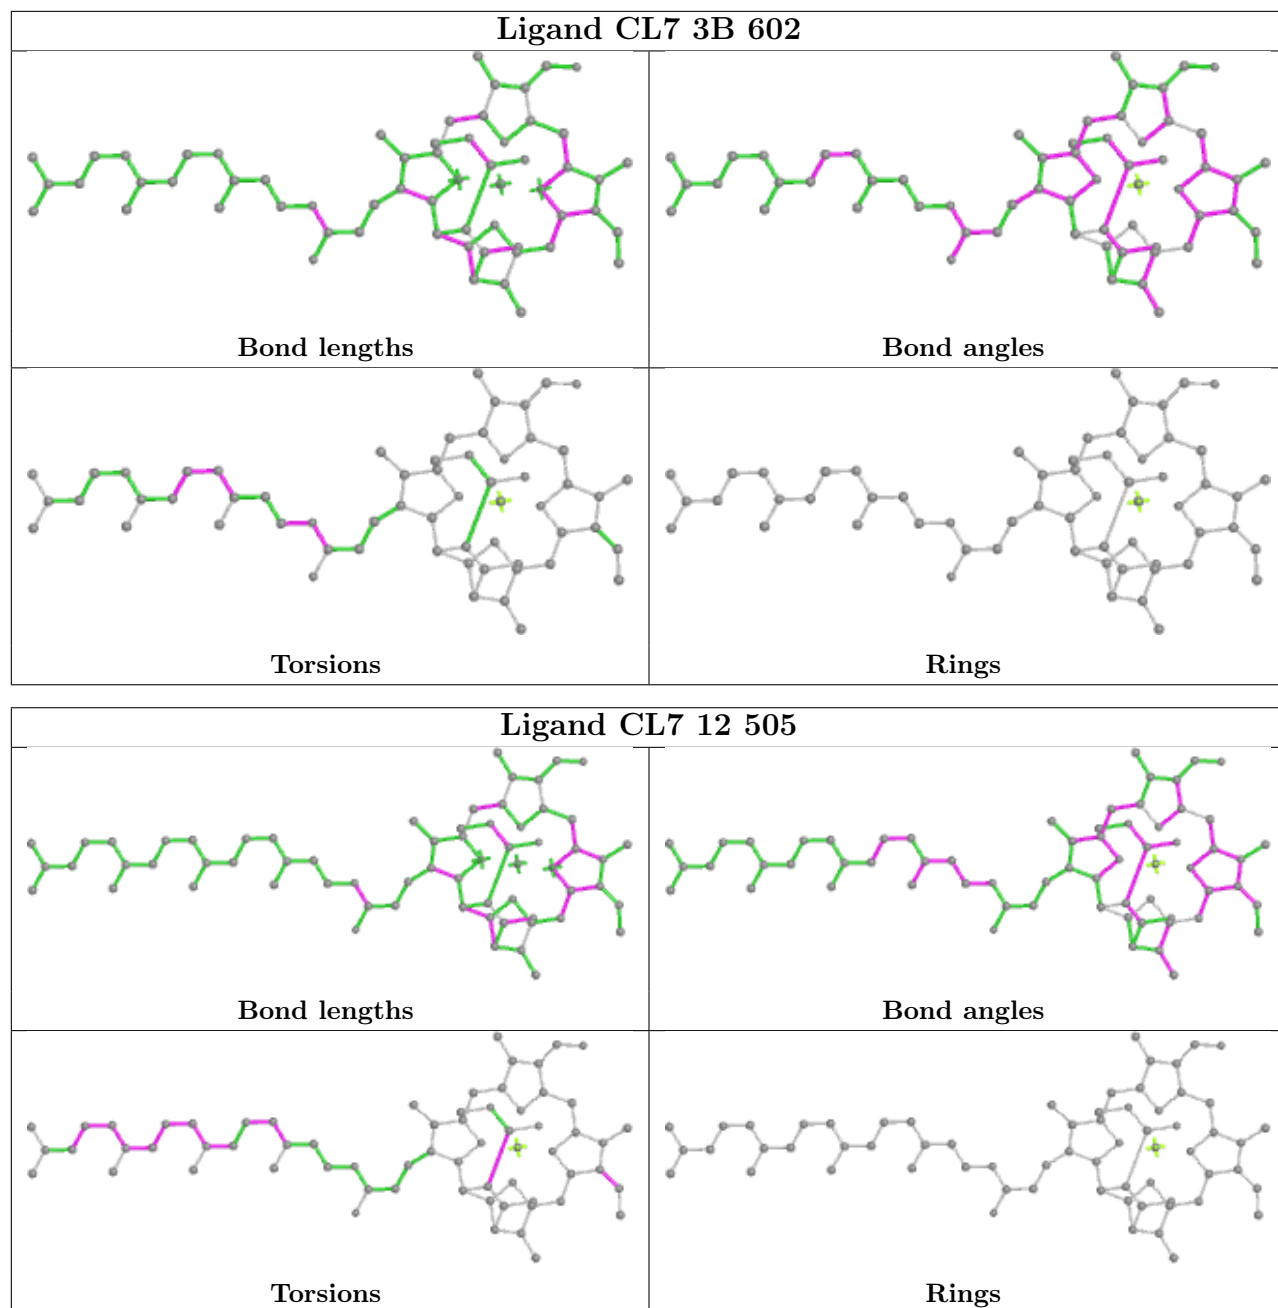 Ligand CL7 3B 602
Bond lengths
Bond angles
Torsions
Rings
Ligand CL7 12 505
Bond lengths
Bond angles
Torsions
Rings